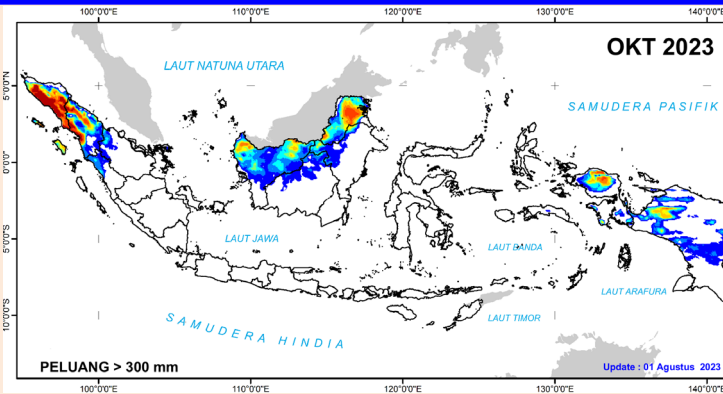 100°0'0"E 110°0'0"E 120°0'0"E 130°0'0"E 140°0'0"E
OKT 2023
LAUT NATUNA UTARA
5°0'0"N
SAMUDERA PASIFIK
0°0'0"
LAUT JAWA
LAUT BANDA
5°0'0"S
LAUT ARAFURA
SAMUDERA HINDIA
LAUT TIMOR
10°0'0"S
PELUANG > 300 mm
Update : 01 Agustus 2023
100°0'0"E 110°0'0"E 120°0'0"E 130°0'0"E 140°0'0"E